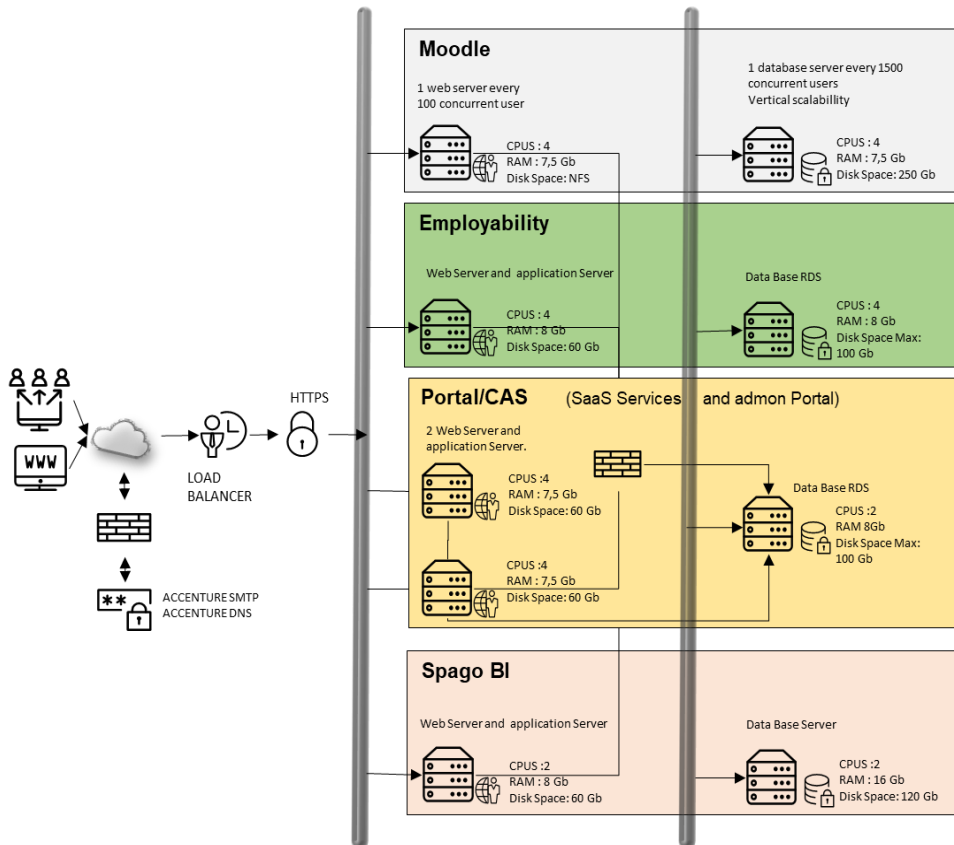 Moodle
1 web server every
100 concurrent user
CPUS : 4
RAM : 7,5 Gb
Disk Space: NFS
1 database server every 1500
concurrent users
Vertical scalabillity
CPUS : 4
RAM : 7,5 Gb
Disk Space: 250 Gb
Employability
Web Server and application Server
CPUS : 4
RAM : 8 Gb
Disk Space: 60 Gb
Data Base RDS
CPUS : 4
RAM : 8 Gb
Disk Space Max:
100 Gb
WWW
LOAD
BALANCER
HTTPS
**
ACCENTURE SMTP
ACCENTURE DNS
Portal/CAS (SaaS Services and admon Portal)
2 Web Server and
application Server.
CPUS :4
RAM : 7,5 Gb
Disk Space: 60 Gb
CPUS :4
RAM : 7,5 Gb
Disk Space: 60 Gb
Data Base RDS
CPUS :2
RAM 8Gb
Disk Space Max:
100 Gb
Spago BI
Web Server and application Server
CPUS :2
RAM : 8 Gb
Disk Space: 60 Gb
Data Base Server
CPUS :2
RAM : 16 Gb
Disk Space: 120 Gb